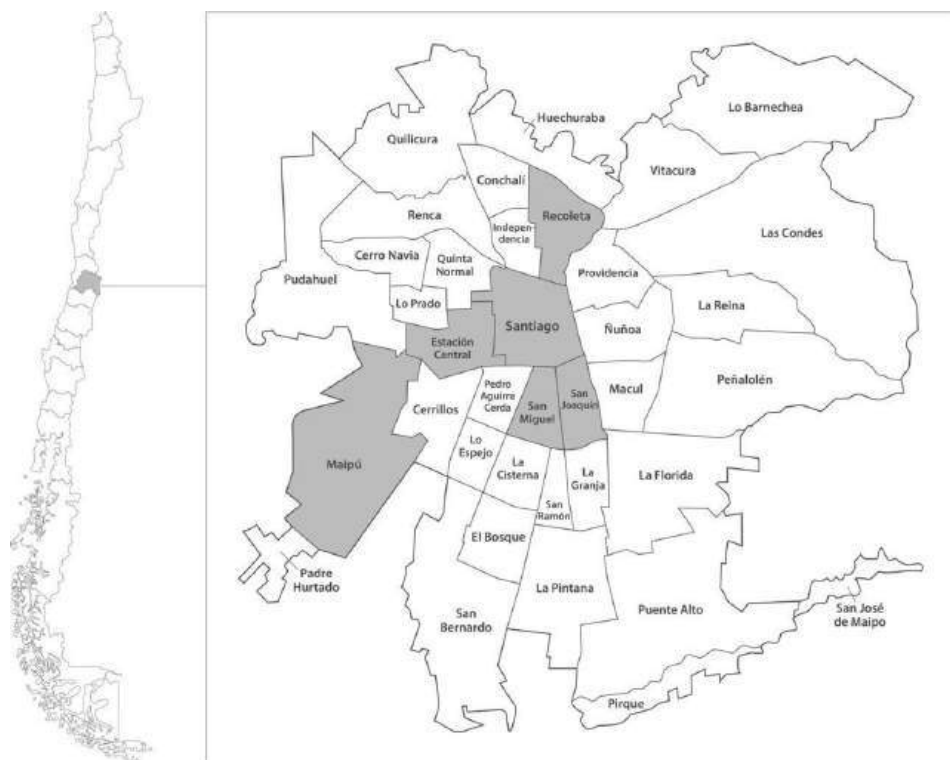 Lo Barnechea
Huechuraba
Quilicura
Vitacura
Conchalí
Recoleta
Renca
Indepen-
dencia
Las Condes
Cerro Navia
Quinta
Normal
Providencia
Pudahuel
Lo Prado
La Reina
Santiago
Ñuñoa
Estación
Central
Peñalolén
Pedro
Aguirre
Cerda
San
Joaquín
Macul
Cerrillos
San
Miguel
Lo
Espejo
Maipú
La
Cisterna
La
Granja
La Florida
San
Ramón
El Bosque
Padre
Hurtado
La Pintana
Puente Alto
San José
de Maipo
San
Bernardo
Pirque